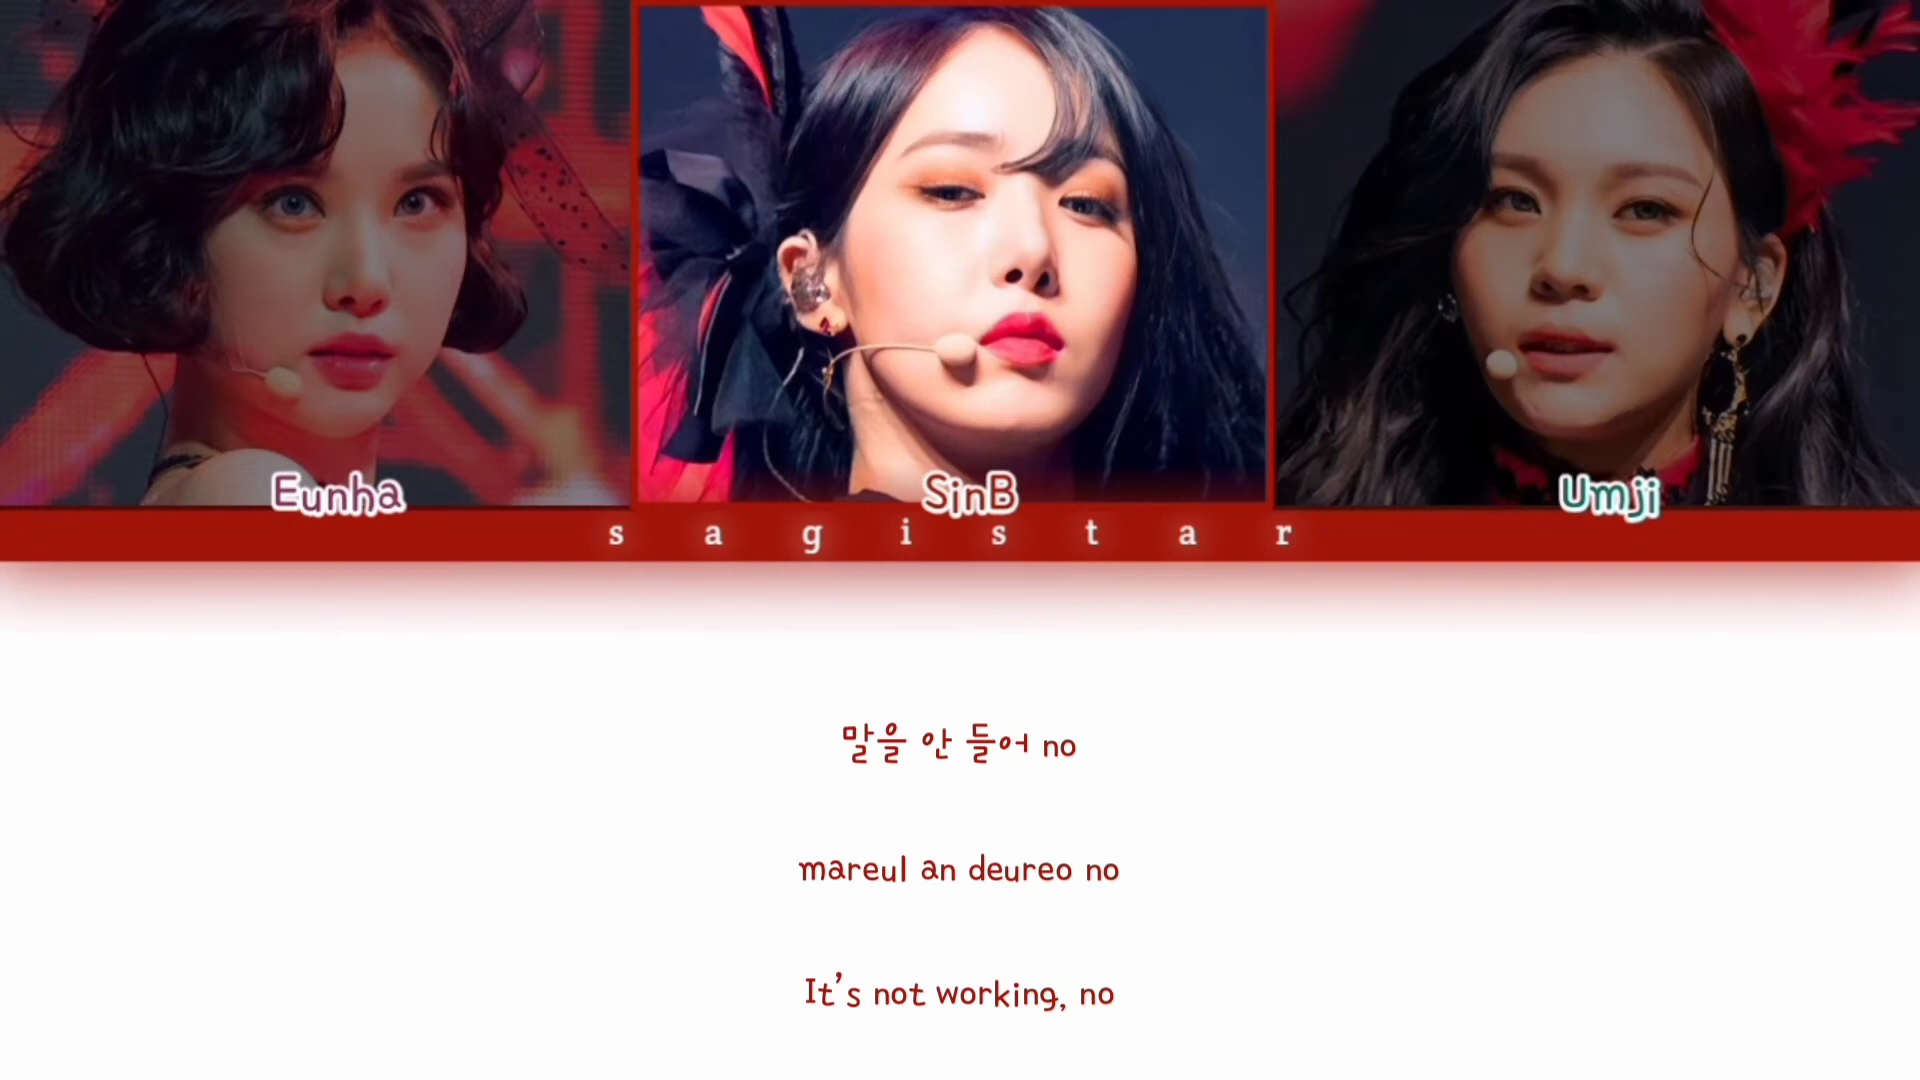 Eunha
SinB
Umji
s a g i s t a r
말을 안 들어 no
mareul an deureo no
It's not working, no